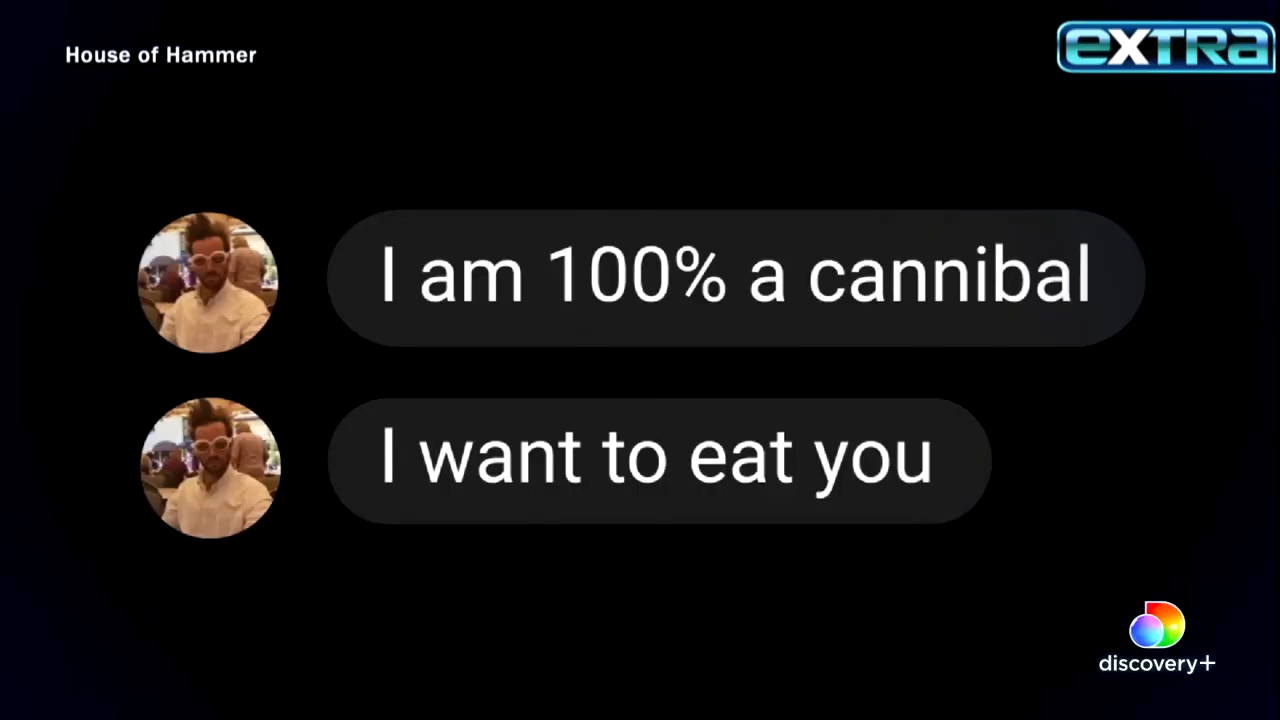 House of Hammer
extra
I am 100% a cannibal
I want to eat you
discovery+